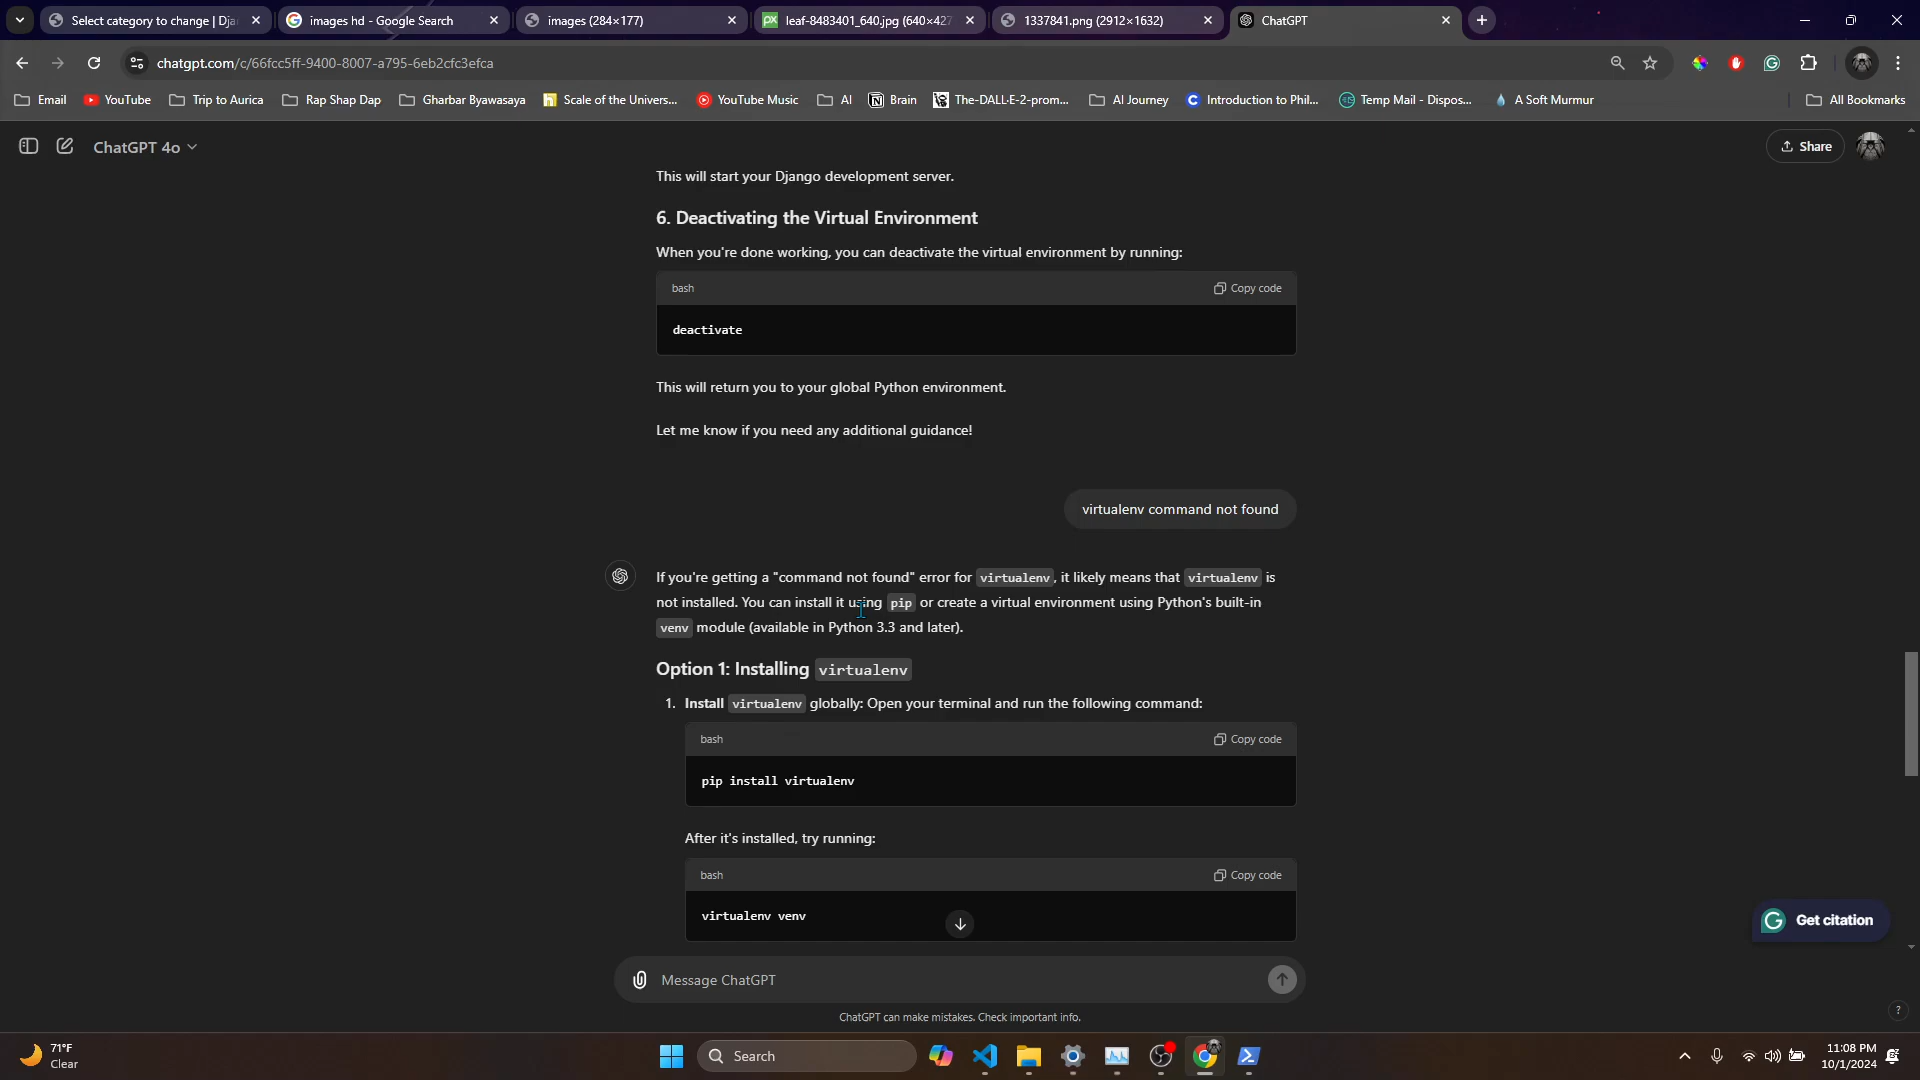 Select category to change | Dja
images hd - Google Search
images (284×177)
leaf-8483401_640.jpg (640×427
1337841.png (2912×1632)
ChatGPT
chatgpt.com/c/66fcc5ff-9400-8007-a795-6eb2cfc3efca
Email
YouTube
Trip to Aurica
Rap Shap Dap
Gharbar Byawasaya
Scale of the Univers...
YouTube Music
AI
Brain
The-DALL·E-2-prom...
AI Journey
Introduction to Phil...
Temp Mail - Dispos...
A Soft Murmur
All Bookmarks
ChatGPT 4o
Share
This will start your Django development server.
6. Deactivating the Virtual Environment
When you're done working, you can deactivate the virtual environment by running:
bash
Copy code
deactivate
This will return you to your global Python environment.
Let me know if you need any additional guidance!
virtualenv command not found
If you're getting a "command not found" error for virtualenv, it likely means that virtualenv is
not installed. You can install it using pip or create a virtual environment using Python's built-in
venv module (available in Python 3.3 and later).
Option 1: Installing virtualenv
1. Install virtualenv globally: Open your terminal and run the following command:
bash
Copy code
pip install virtualenv
After it's installed, try running:
bash
Copy code
virtualenv venv
Get citation
Message ChatGPT
ChatGPT can make mistakes. Check important info.
?
71°F
Clear
Search
11:08 PM
10/1/2024